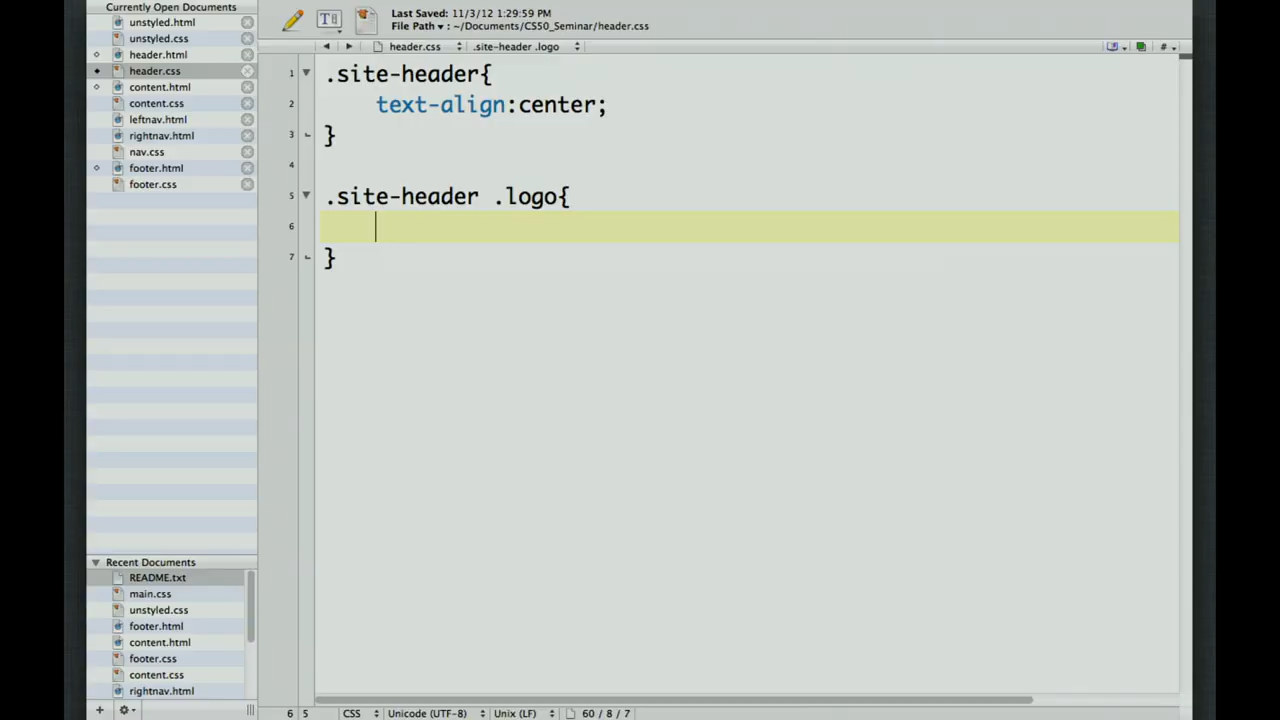 Currently Open Documents
unstyled.html
unstyled.css
header.html
header.css
content.html
content.css
leftnav.html
rightnav.html
nav.css
footer.html
footer.css
Recent Documents
README.txt
main.css
unstyled.css
footer.html
content.html
footer.css
content.css
rightnav.html
Last Saved: 11/3/12 1:29:59 PM
File Path ▾ : ~/Documents/CS50_Seminar/header.css
header.css .site-header .logo #
1 .site-header{
2 text-align:center;
3 }
4
5 .site-header .logo{
6
7 }
6 5 CSS Unicode (UTF-8) Unix (LF) 60 / 8 / 7